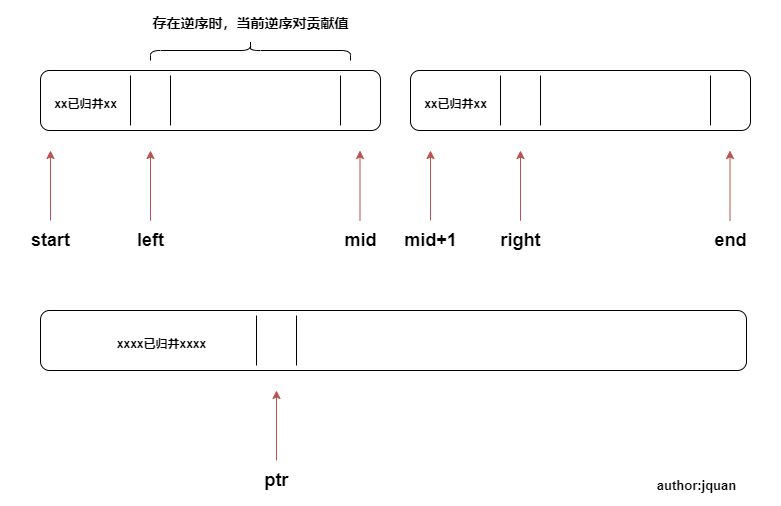 存在逆序时，当前逆序对贡献值
xx已归并xx
xx已归并xx
start
left
mid
mid+1
right
end
xxxx已归并xxxx
ptr
author:jquan